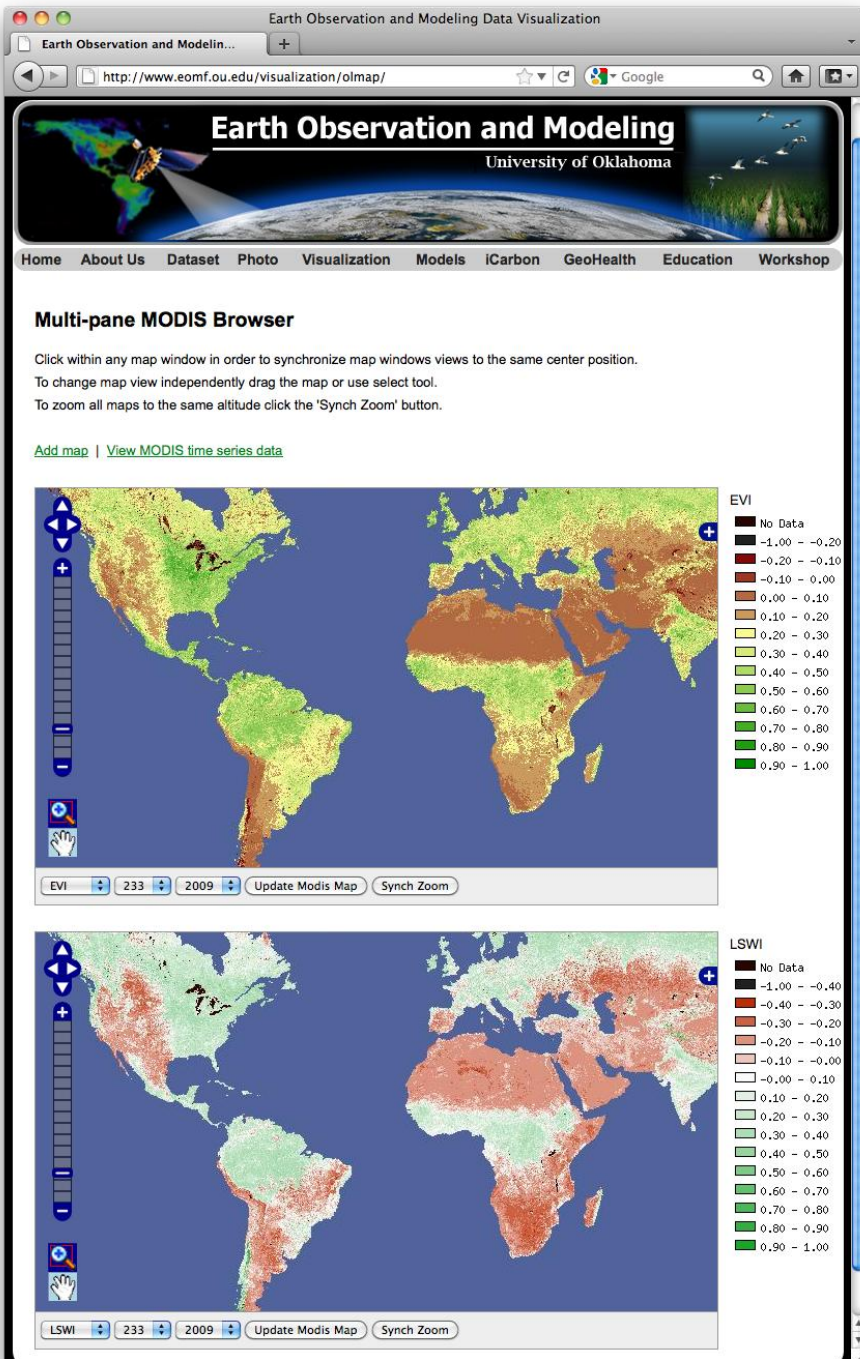 Earth Observation and Modeling Data Visualization
Earth Observation and Modelin...
http://www.eomf.ou.edu/visualization/olmap/
Google
Earth Observation and Modeling
University of Oklahoma
Home About Us Dataset Photo Visualization Models iCarbon GeoHealth Education Workshop
Multi-pane MODIS Browser
Click within any map window in order to synchronize map windows views to the same center position.
To change map view independently drag the map or use select tool.
To zoom all maps to the same altitude click the 'Synch Zoom' button.
Add map | View MODIS time series data
EVI
No Data
-1.00 - -0.20
-0.20 - -0.10
-0.10 - 0.00
0.00 - 0.10
0.10 - 0.20
0.20 - 0.30
0.30 - 0.40
0.40 - 0.50
0.50 - 0.60
0.60 - 0.70
0.70 - 0.80
0.80 - 0.90
0.90 - 1.00
EVI 233 2009 Update Modis Map Synch Zoom
LSWI
No Data
-1.00 - -0.40
-0.40 - -0.30
-0.30 - -0.20
-0.20 - -0.10
-0.10 - -0.00
-0.00 - 0.10
0.10 - 0.20
0.20 - 0.30
0.30 - 0.40
0.40 - 0.50
0.50 - 0.60
0.60 - 0.70
0.70 - 0.80
0.80 - 0.90
0.90 - 1.00
LSWI 233 2009 Update Modis Map Synch Zoom